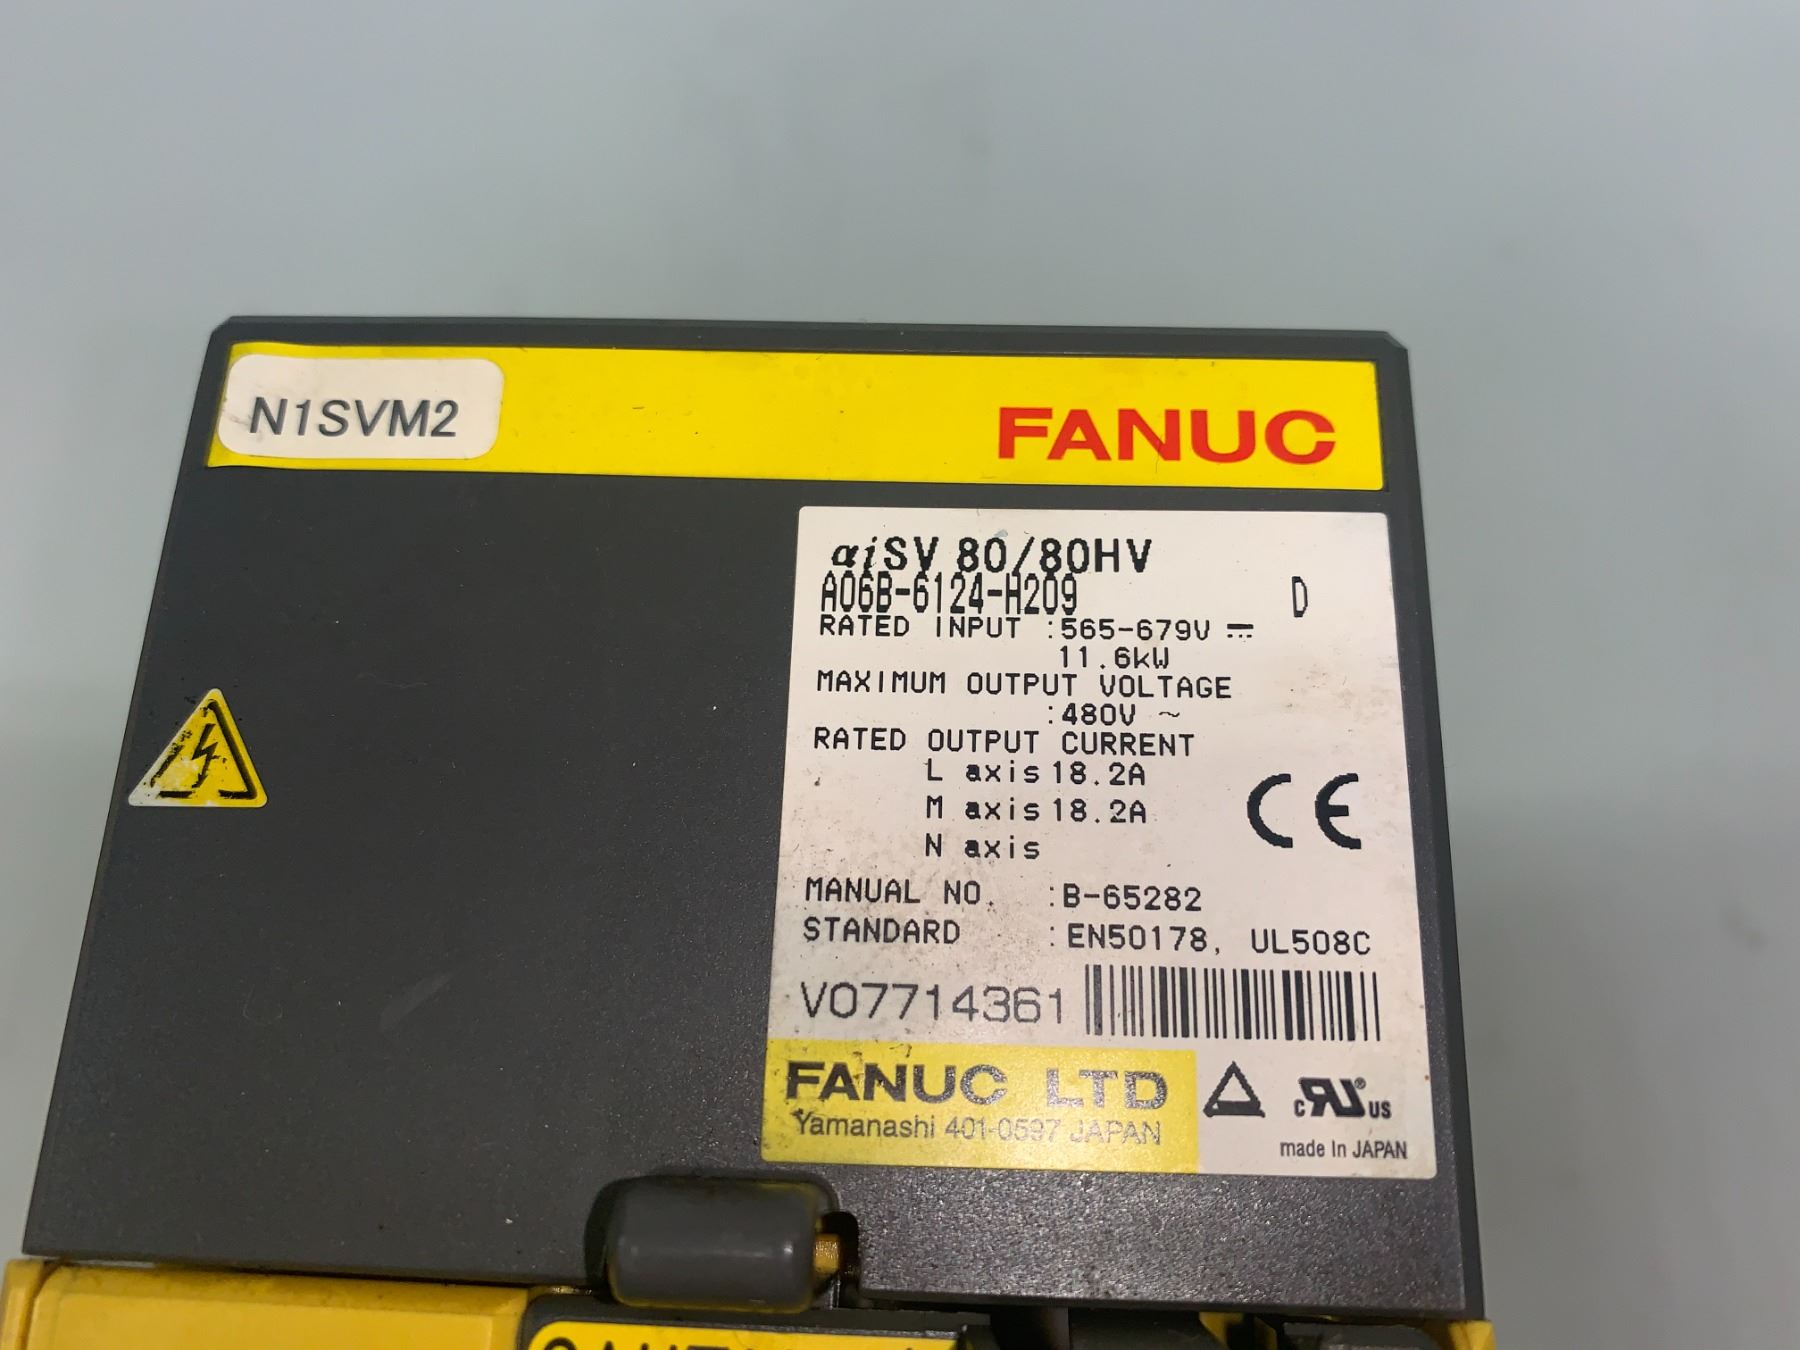 N1SVM2
FANUC
αiSV 80/80HV
A06B-6124-H209 D
RATED INPUT :565-679V ⎓
11.6kW
MAXIMUM OUTPUT VOLTAGE
:480V ~
RATED OUTPUT CURRENT
L axis 18.2A
M axis 18.2A
N axis
CE
MANUAL NO. :B-65282
STANDARD :EN50178, UL508C
V07714361
FANUC LTD
Yamanashi 401-0597 JAPAN
c RU ® US
made In JAPAN